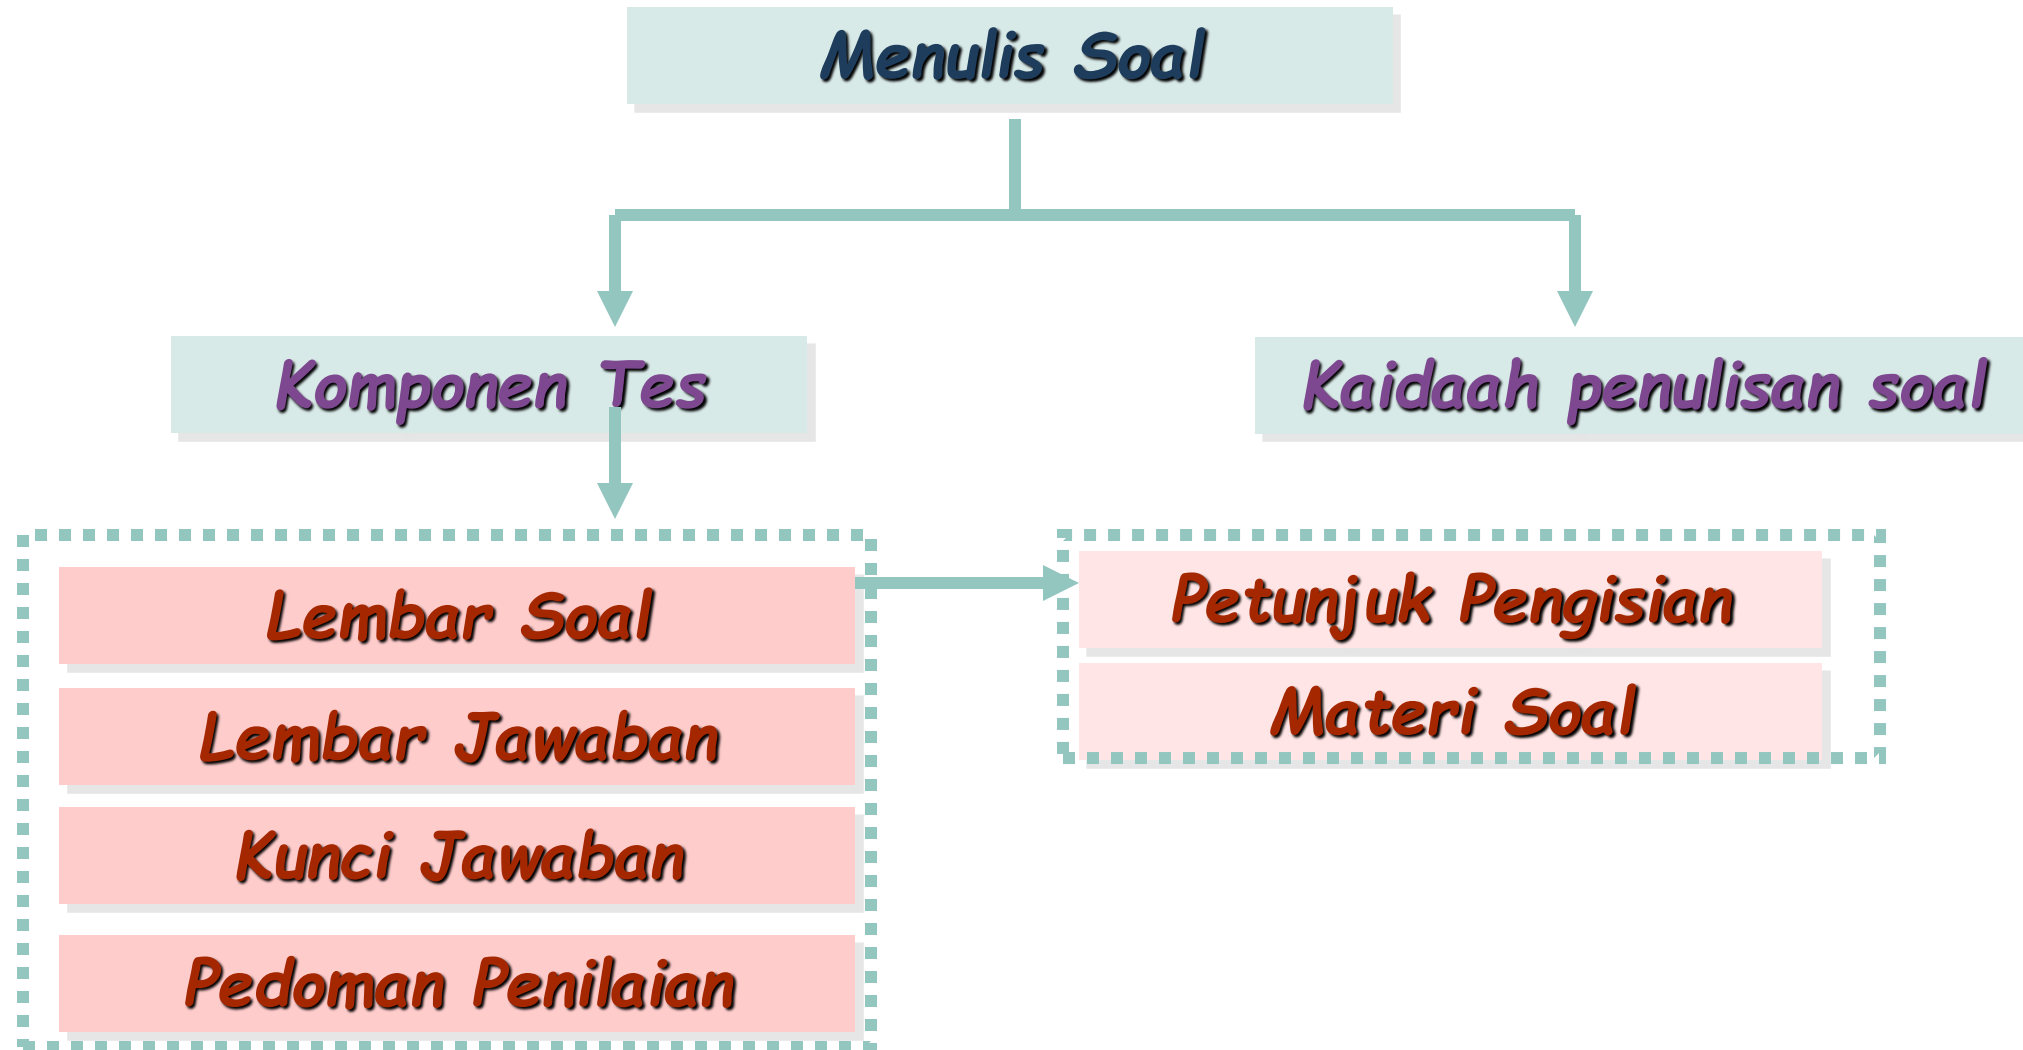 Menulis Soal
Komponen Tes
Kaidaah penulisan soal
Lembar Soal
Lembar Jawaban
Kunci Jawaban
Pedoman Penilaian
Petunjuk Pengisian
Materi Soal